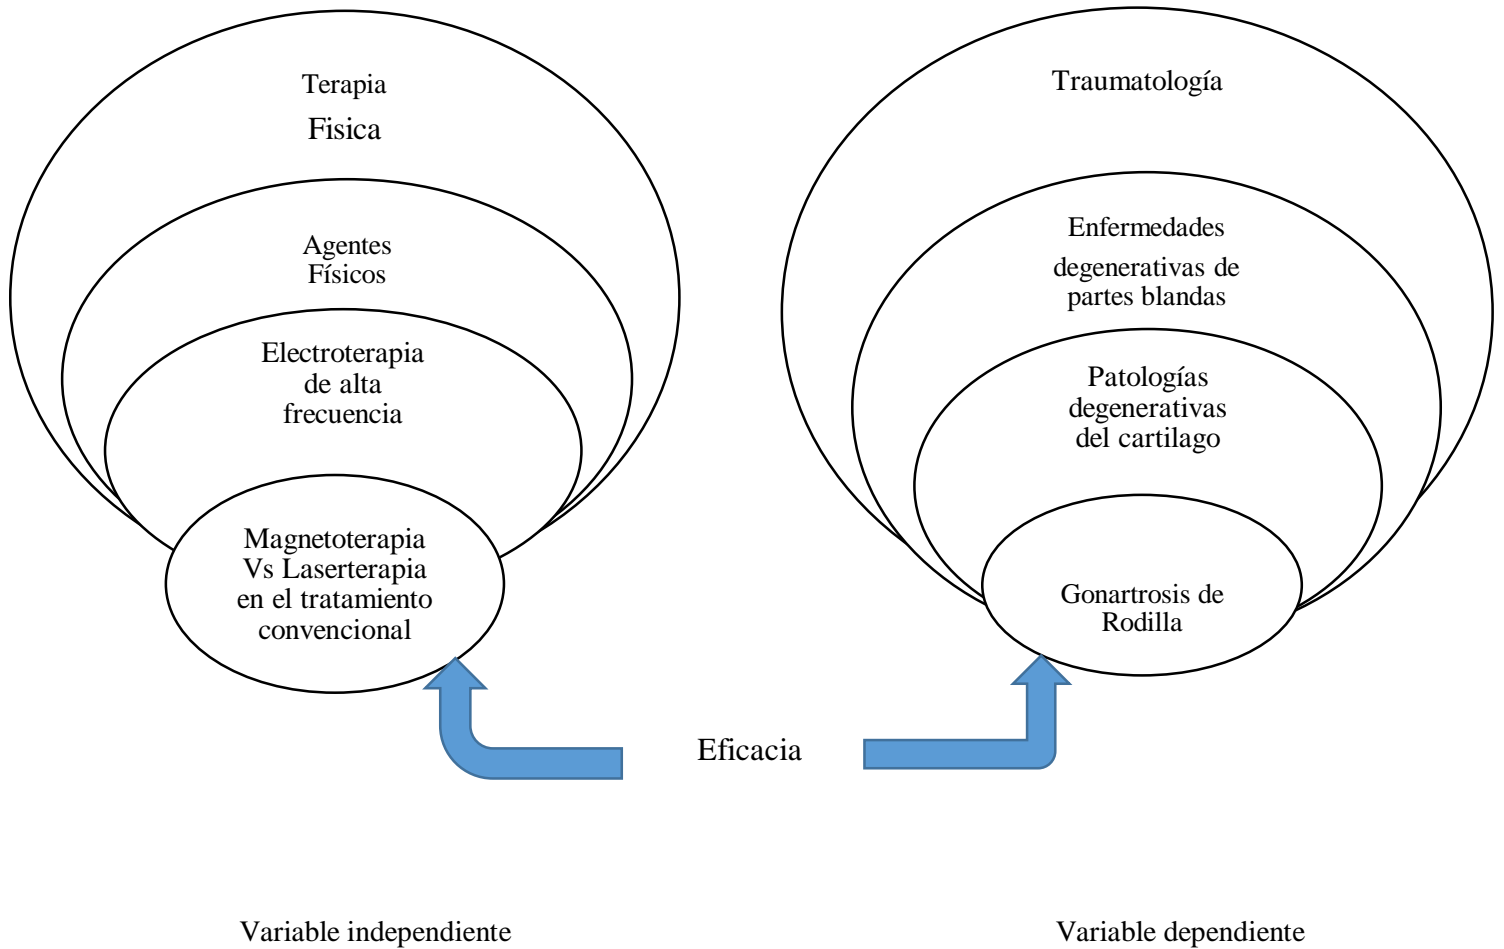 Terapia
Fisica
Agentes
Físicos
Electroterapia
de alta
frecuencia
Magnetoterapia
Vs Laserterapia
en el tratamiento
convencional
Traumatología
Enfermedades
degenerativas de
partes blandas
Patologías
degenerativas
del cartilago
Gonartrosis de
Rodilla
Eficacia
Variable independiente
Variable dependiente